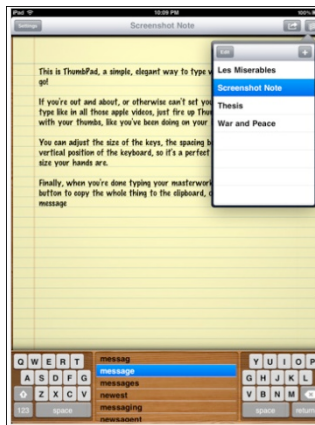 iPad 10:09 PM 100%
Settings Screenshot Note
Edit +
Les Miserables
Screenshot Note
Thesis
War and Peace
This is ThumbPad, a simple, elegant way to type
go!
If you're out and about, or otherwise can't set
type like in all those apple videos, just fire up
with your thumbs, like you've been doing on your
You can adjust the size of the keys, the spacing
vertical position of the keyboard, so it's a perfect
size your hands are.
Finally, when you're done typing your
button to copy the whole thing to the clipboard,
message
messag
message
messages
newest
messaging
newsagent
Q W E R T
A S D F G
Z X C V
123 space
Y U I O P
G H J K L
V B N M
space return